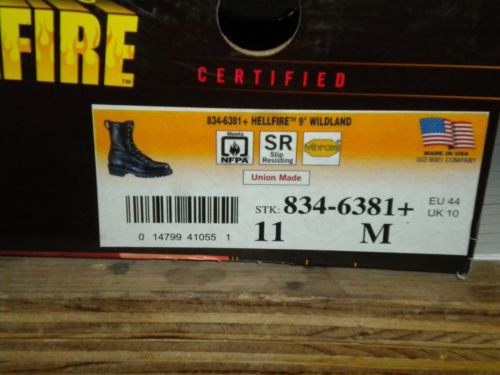 FIRE™
CERTIFIED
834-6381+ HELLFIRE™ 9" WILDLAND
Meets
NFPA
SR
Slip
Resisting
vibram
MADE IN USA
ISO 9001 COMPANY
Union Made
STK: 834-6381+
EU 44
UK 10
0 14799 41055 1
11 M